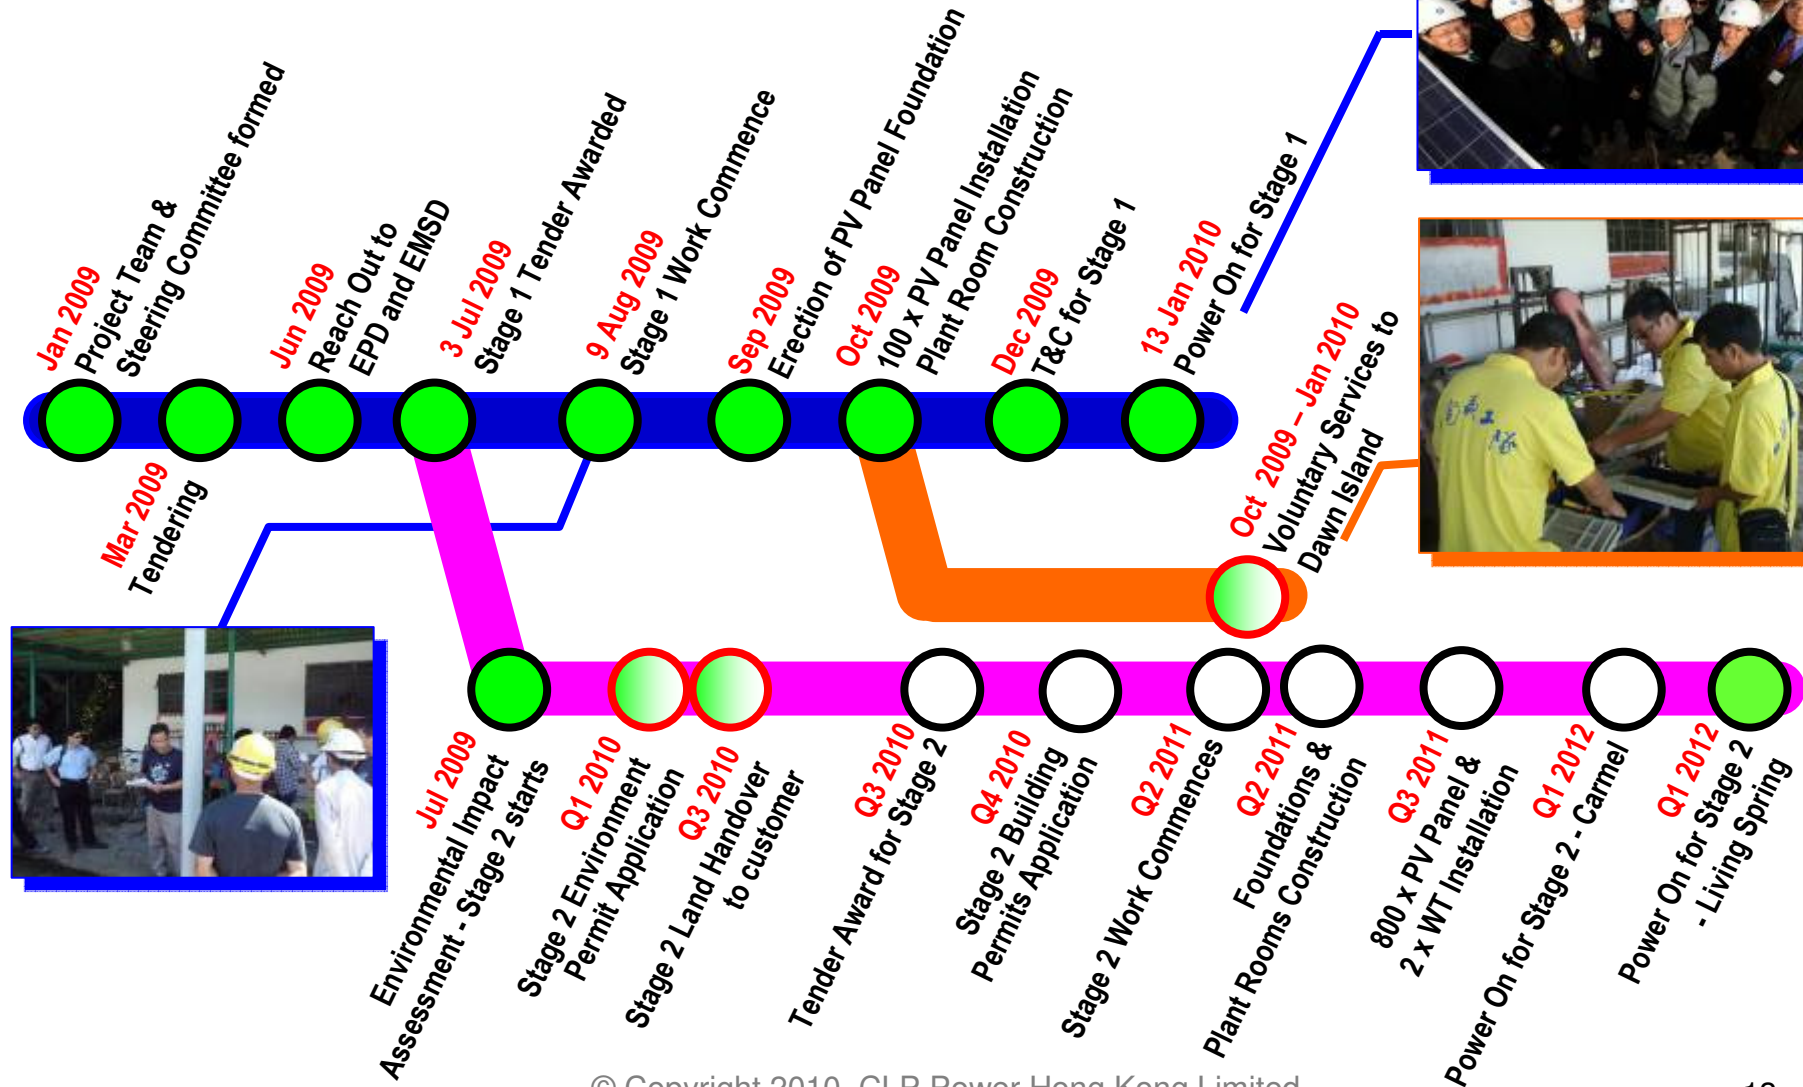 Jan 2009
Project Team &
Steering Committee formed
Mar 2009
Tendering
Jun 2009
Reach Out to
EPD and EMSD
3 Jul 2009
Stage 1 Tender Awarded
9 Aug 2009
Stage 1 Work Commence
Sep 2009
Erection of PV Panel Foundation
Oct 2009
100 x PV Panel Installation
Plant Room Construction
Dec 2009
T&C for Stage 1
13 Jan 2010
Power On for Stage 1
Oct 2009 – Jan 2010
Voluntary Services to
Dawn Island
Jul 2009
Environmental Impact
Assessment - Stage 2 starts
Q1 2010
Stage 2 Environment
Permit Application
Q3 2010
Stage 2 Land Handover
to customer
Q3 2010
Tender Award for Stage 2
Q4 2010
Stage 2 Building
Permits Application
Q2 2011
Stage 2 Work Commences
Q2 2011
Foundations &
Plant Rooms Construction
Q3 2011
800 x PV Panel &
2 x WT Installation
Q1 2012
Power On for Stage 2 - Carmel
Q1 2012
Power On for Stage 2
- Living Spring
© Copyright 2010, CLP Power Hong Kong Limited